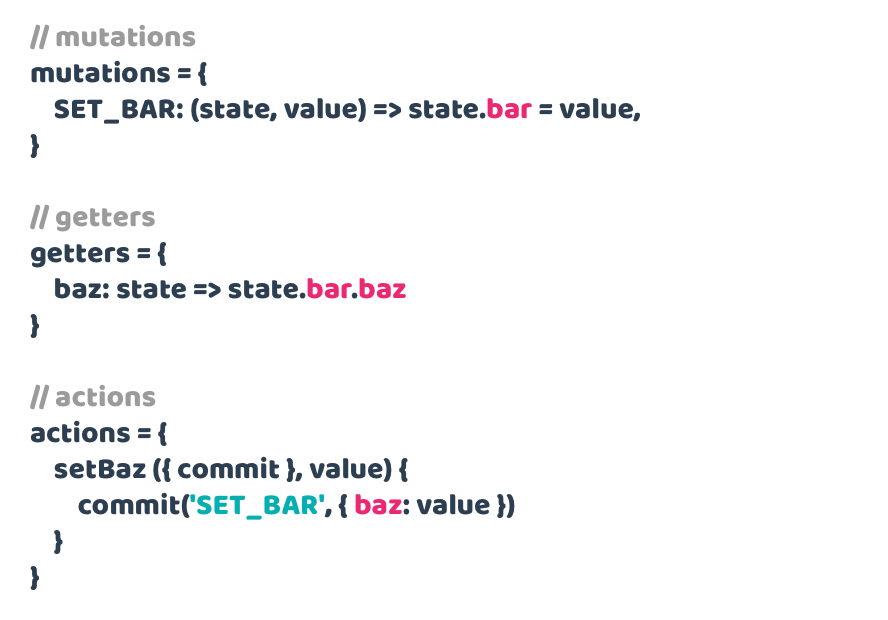 // mutations
mutations = {
    SET_BAR: (state, value) => state.bar = value,
}

// getters
getters = {
    baz: state => state.bar.baz
}

// actions
actions = {
    setBaz ({ commit }, value) {
        commit('SET_BAR', { baz: value })
    }
}